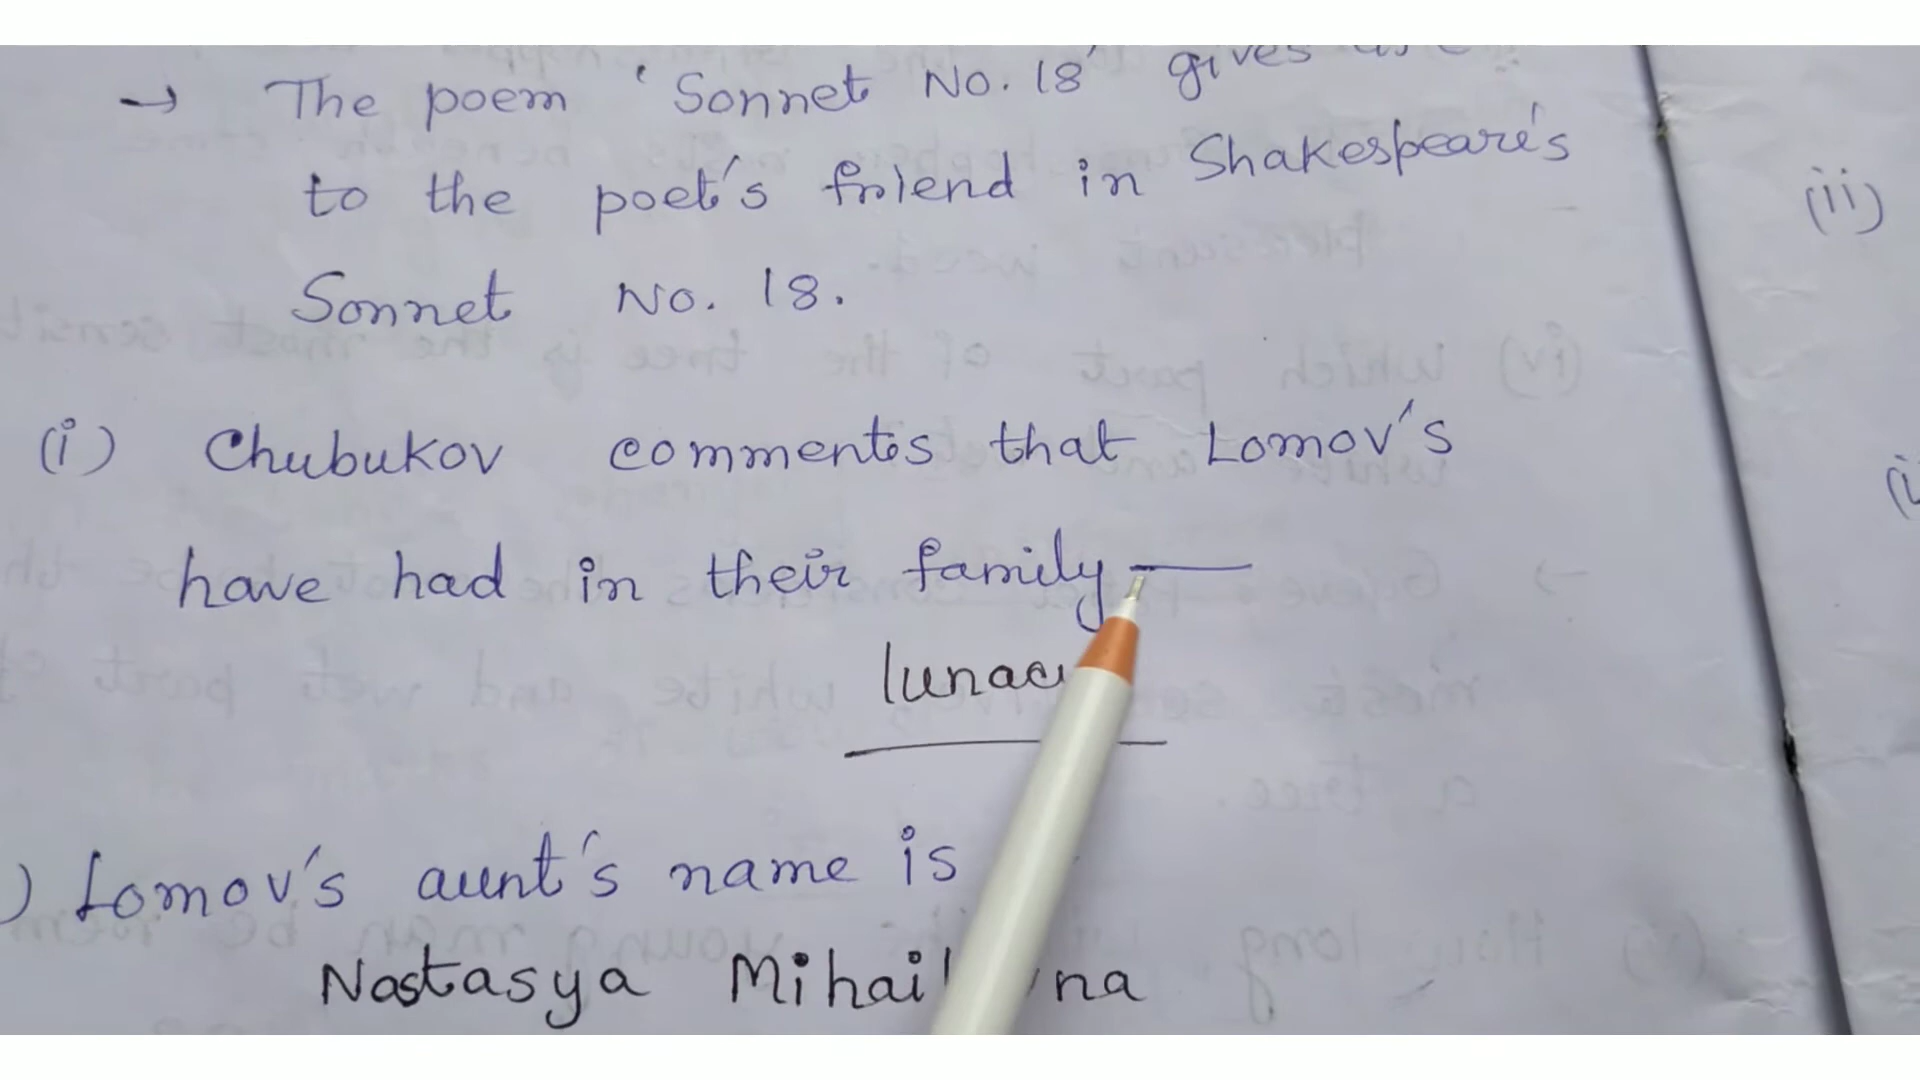 → The poem 'Sonnet No. 18' gives
to the poet's friend in Shakespeare's
Sonnet No. 18.
(ii)
(i) Chubukov comments that Lomov's
have had in their family —
) Lomov's aunt's name is
Nastasya